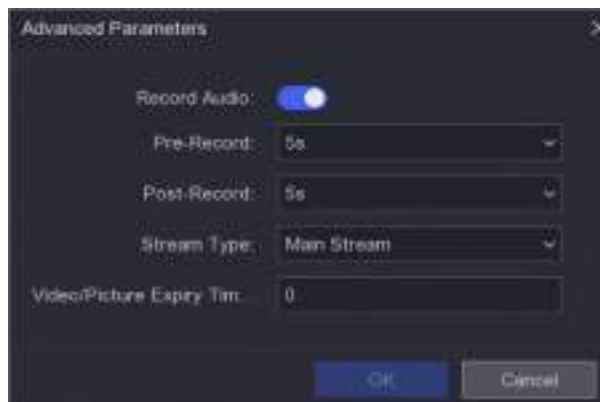 Advanced Parameters
Record Audio:
Pre-Record: 5s
Post-Record: 5s
Stream Type: Main Stream
Video/Picture Expiry Tim... 0
OK Cancel